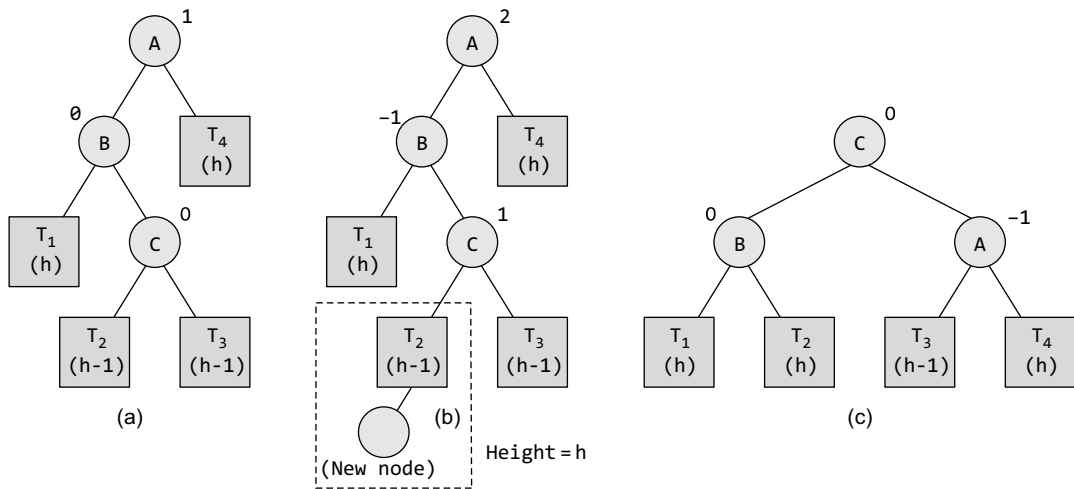 1
A
0
B
T4
(h)
0
T1
(h)
C
T2
(h-1)
T3
(h-1)
(a)
2
A
-1
B
T4
(h)
1
T1
(h)
C
T2
(h-1)
T3
(h-1)
(b)
(New node)
Height = h
0
C
0
B
-1
A
T1
(h)
T2
(h)
T3
(h-1)
T4
(h)
(c)